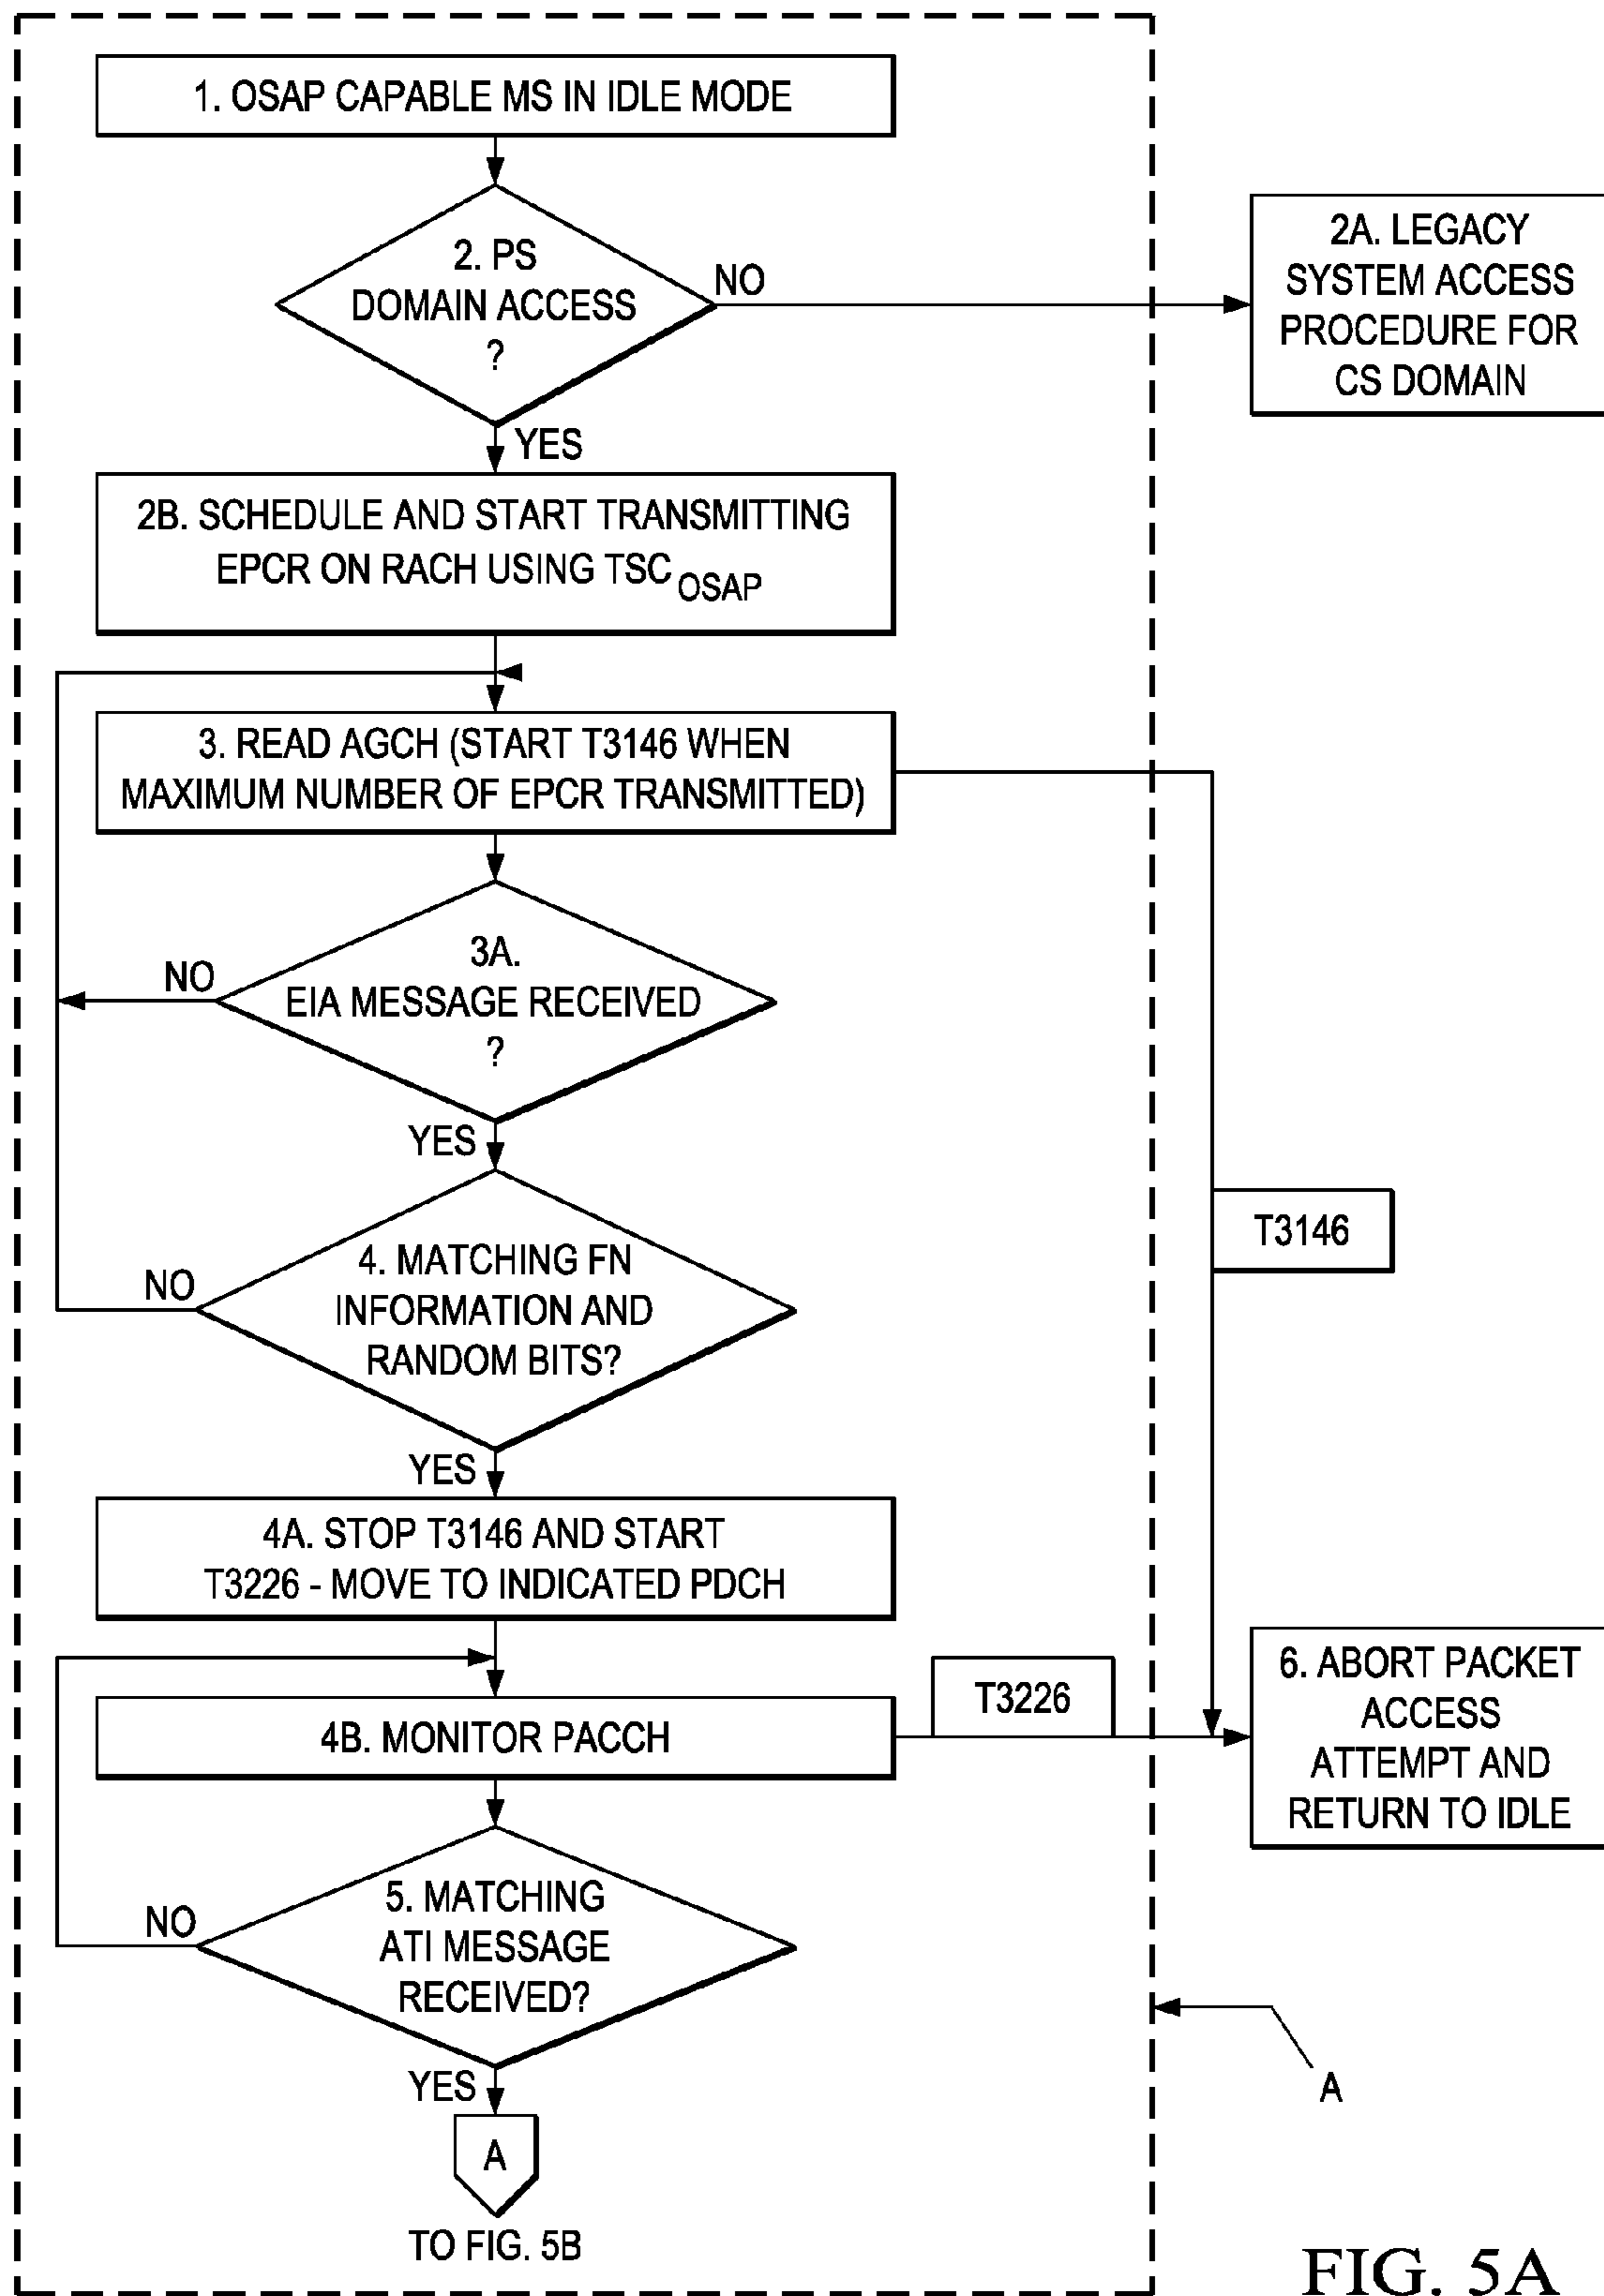 1. OSAP CAPABLE MS IN IDLE MODE
2. PS
DOMAIN ACCESS
?
NO
2A. LEGACY
SYSTEM ACCESS
PROCEDURE FOR
CS DOMAIN
YES
2B. SCHEDULE AND START TRANSMITTING
EPCR ON RACH USING TSC OSAP
3. READ AGCH (START T3146 WHEN
MAXIMUM NUMBER OF EPCR TRANSMITTED)
3A.
EIA MESSAGE RECEIVED
?
NO
YES
T3146
4. MATCHING FN
INFORMATION AND
RANDOM BITS?
NO
YES
4A. STOP T3146 AND START
T3226 - MOVE TO INDICATED PDCH
4B. MONITOR PACCH
T3226
6. ABORT PACKET
ACCESS
ATTEMPT AND
RETURN TO IDLE
5. MATCHING
ATI MESSAGE
RECEIVED?
NO
YES
A
A
TO FIG. 5B
FIG. 5A